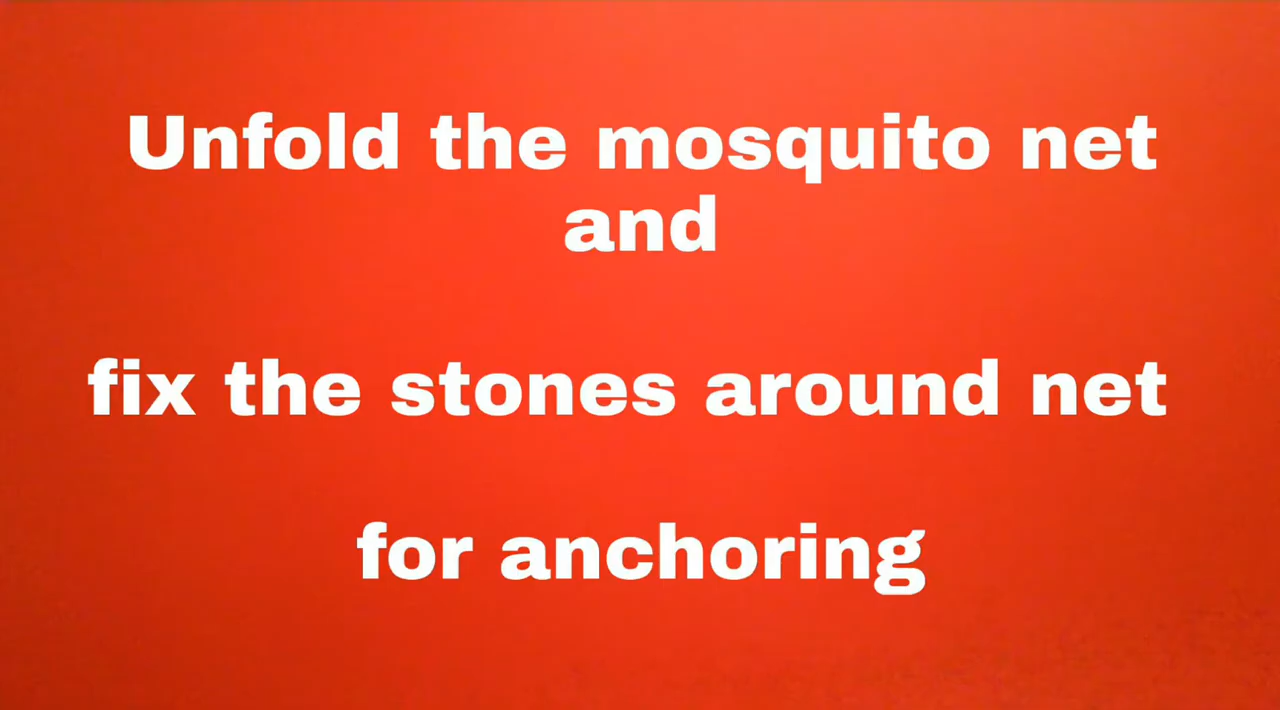 Unfold the mosquito net
and
fix the stones around net
for anchoring